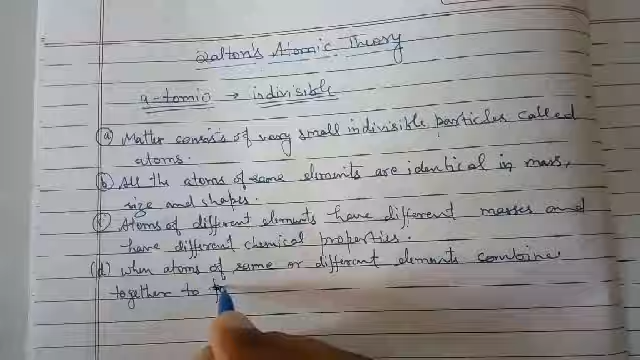 Dalton's Atomic Theory
a-tomio → indivisible
(a) Matter consis's of very small indivisible particles called
atoms.
(b) All the atoms of same elements are identical in mass,
size and shapes.
(c) Atoms of different elements have different masses and
have different chemical properties.
(d) When atoms of same or different elements combine
together to